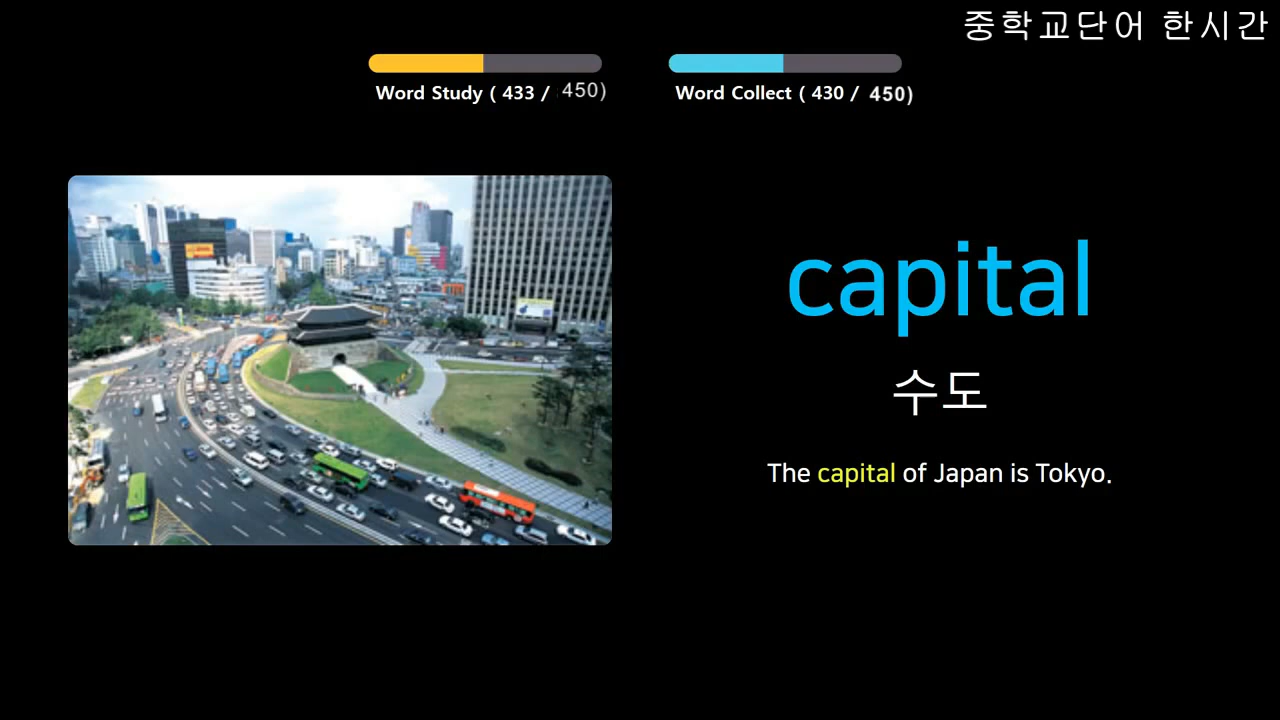 중학교단어 한시간
Word Study ( 433 / 450)
Word Collect ( 430 / 450)
capital
수도
The capital of Japan is Tokyo.